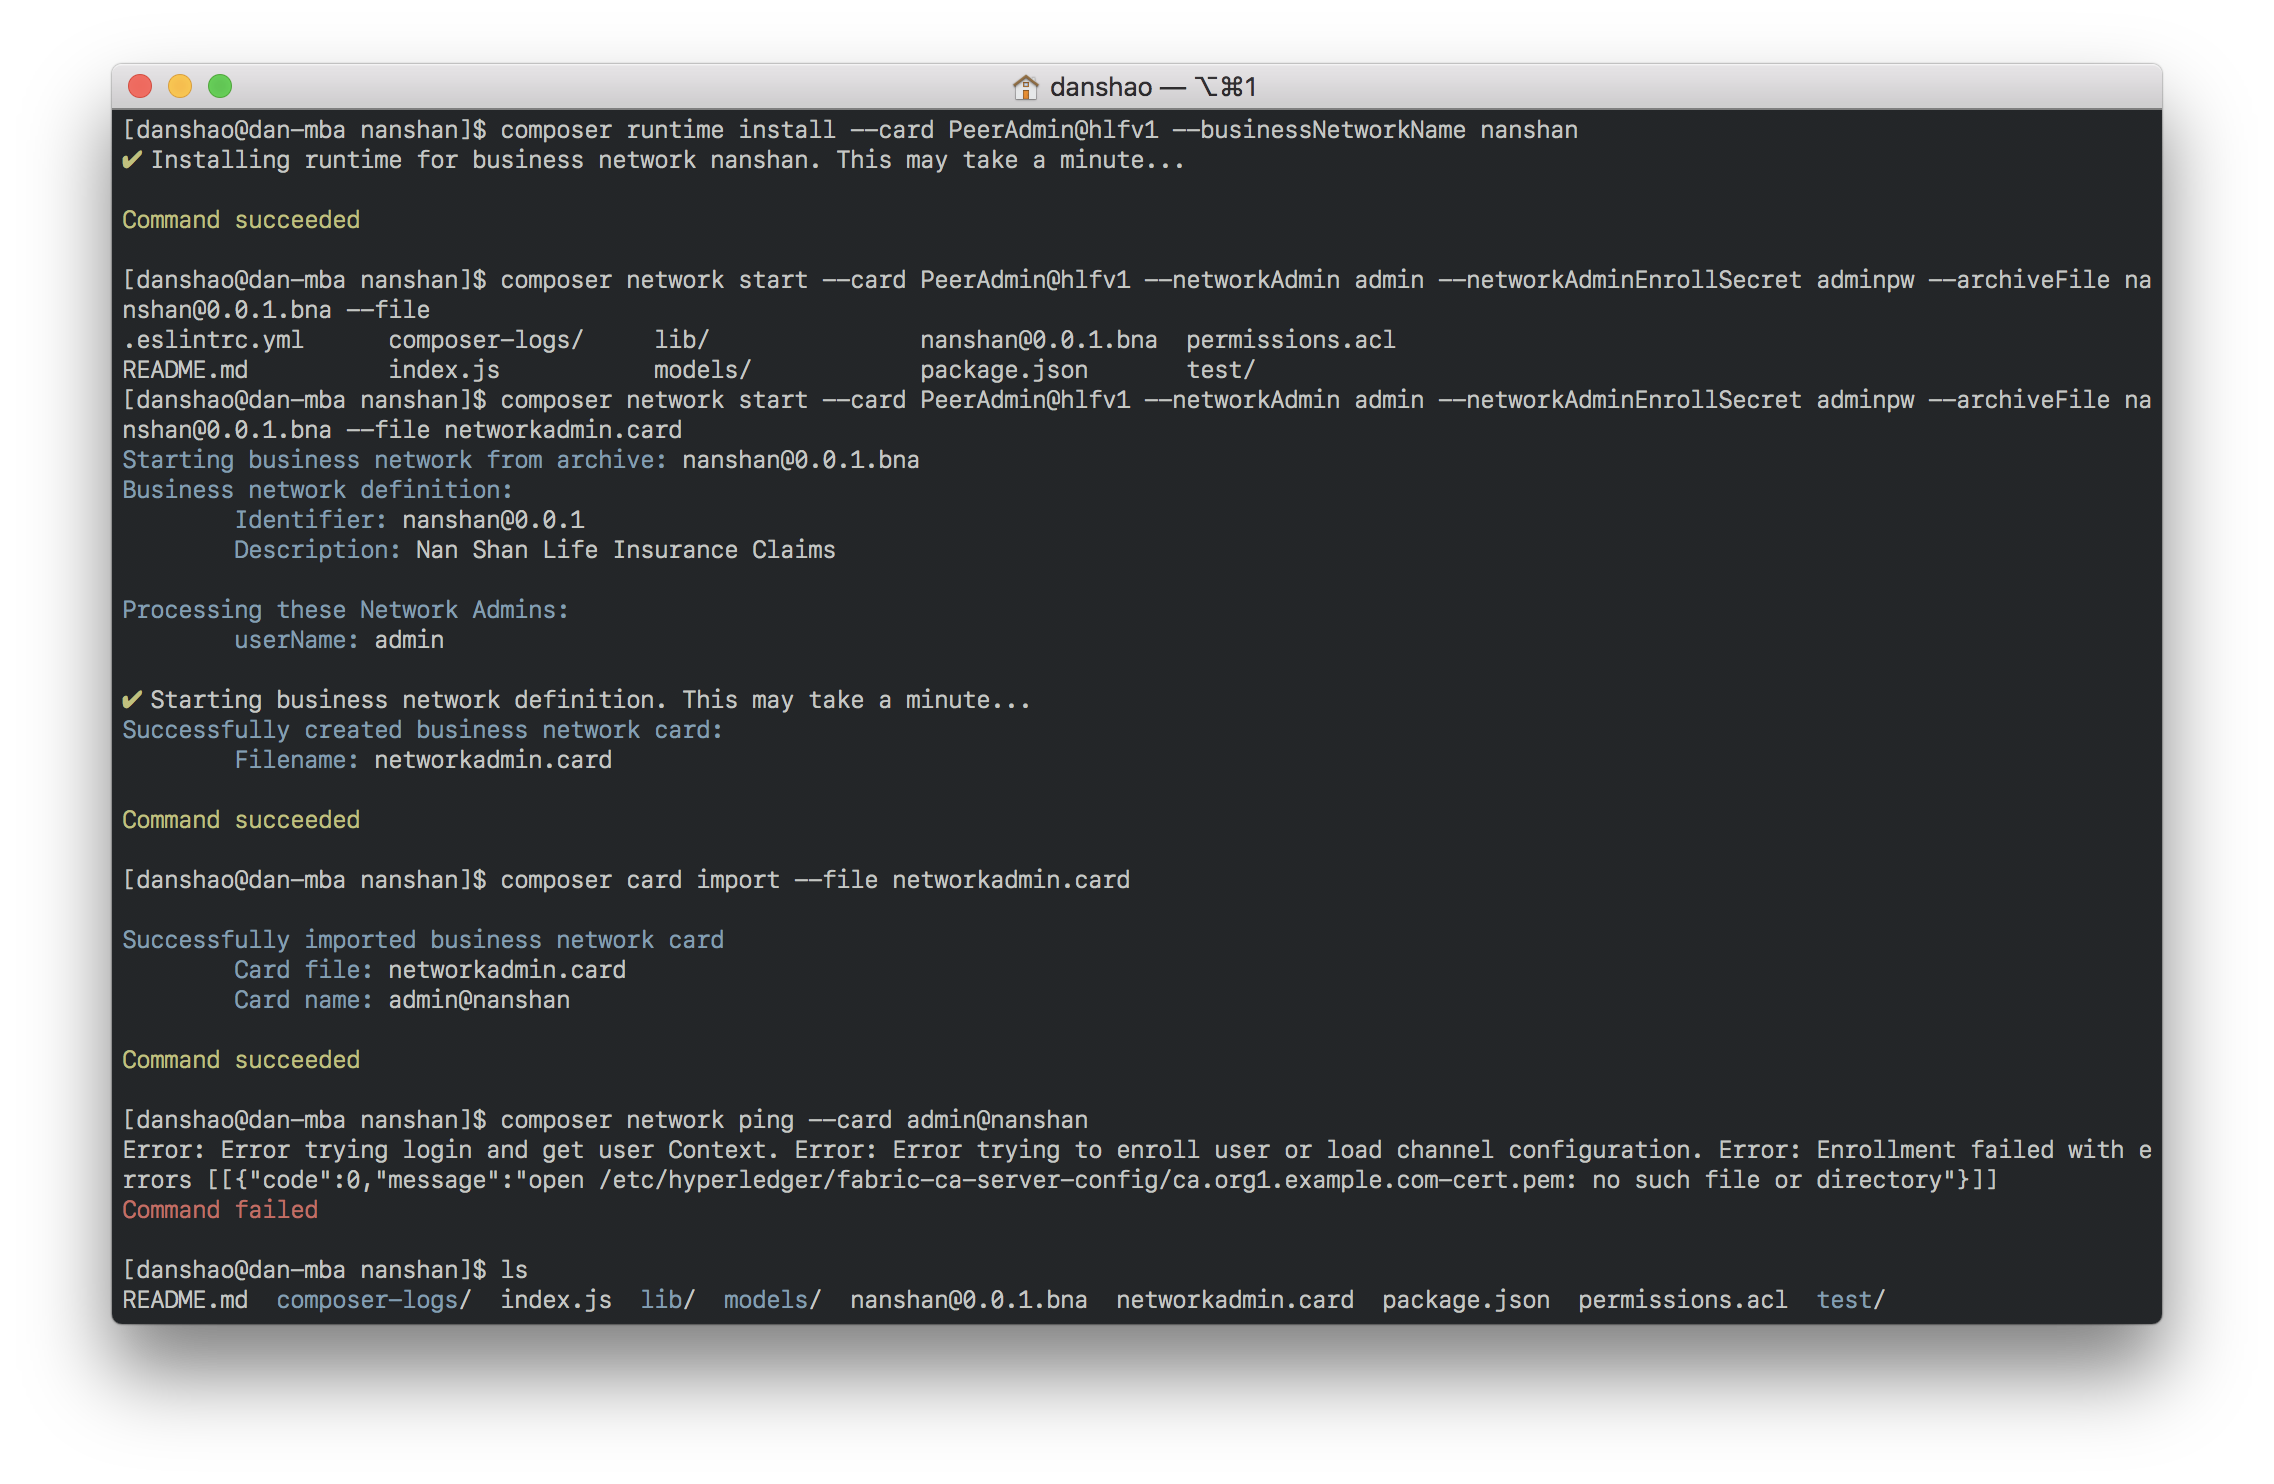 danshao — ⌥⌘1
[danshao@dan-mba nanshan]$ composer runtime install --card PeerAdmin@hlfv1 --businessNetworkName nanshan
✔ Installing runtime for business network nanshan. This may take a minute...
Command succeeded
[danshao@dan-mba nanshan]$ composer network start --card PeerAdmin@hlfv1 --networkAdmin admin --networkAdminEnrollSecret adminpw --archiveFile na
nshan@0.0.1.bna --file
.eslintrc.yml      composer-logs/     lib/               nanshan@0.0.1.bna  permissions.acl
README.md          index.js           models/            package.json       test/
[danshao@dan-mba nanshan]$ composer network start --card PeerAdmin@hlfv1 --networkAdmin admin --networkAdminEnrollSecret adminpw --archiveFile na
nshan@0.0.1.bna --file networkadmin.card
Starting business network from archive: nanshan@0.0.1.bna
Business network definition:
        Identifier: nanshan@0.0.1
        Description: Nan Shan Life Insurance Claims
Processing these Network Admins:
        userName: admin
✔ Starting business network definition. This may take a minute...
Successfully created business network card:
        Filename: networkadmin.card
Command succeeded
[danshao@dan-mba nanshan]$ composer card import --file networkadmin.card
Successfully imported business network card
        Card file: networkadmin.card
        Card name: admin@nanshan
Command succeeded
[danshao@dan-mba nanshan]$ composer network ping --card admin@nanshan
Error: Error trying login and get user Context. Error: Error trying to enroll user or load channel configuration. Error: Enrollment failed with e
rrors [[{"code":0,"message":"open /etc/hyperledger/fabric-ca-server-config/ca.org1.example.com-cert.pem: no such file or directory"}]]
Command failed
[danshao@dan-mba nanshan]$ ls
README.md  composer-logs/  index.js  lib/  models/  nanshan@0.0.1.bna  networkadmin.card  package.json  permissions.acl  test/